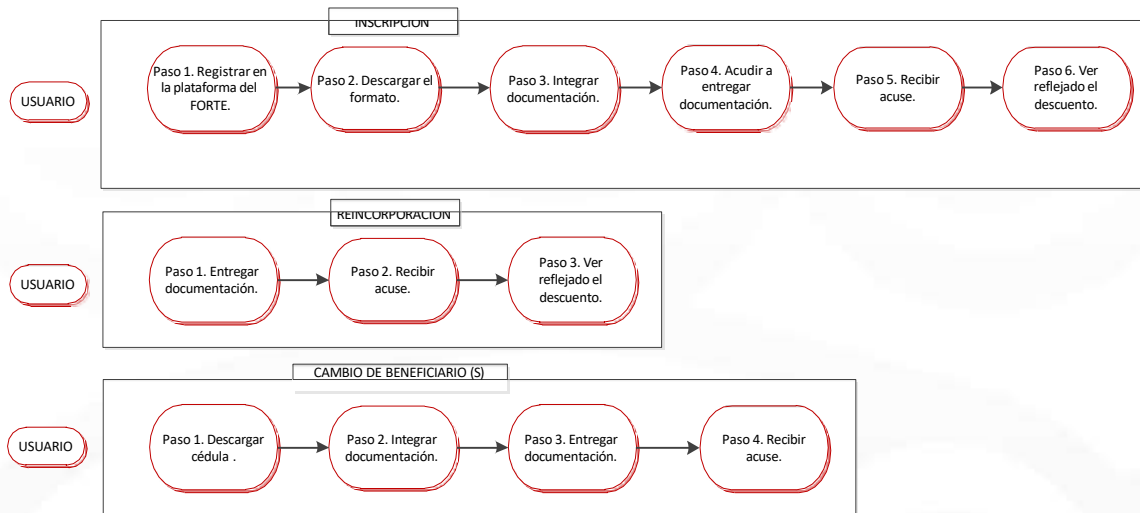 INSCRIPCIÓN
USUARIO
Paso 1. Registrar en
la plataforma del
FORTE.
Paso 2. Descargar el
formato.
Paso 3. Integrar
documentación.
Paso 4. Acudir a
entregar
documentación.
Paso 5. Recibir
acuse.
Paso 6. Ver
reflejado el
descuento.
REINCORPORACIÓN
USUARIO
Paso 1. Entregar
documentación.
Paso 2. Recibir
acuse.
Paso 3. Ver
reflejado el
descuento.
CAMBIO DE BENEFICIARIO (S)
USUARIO
Paso 1. Descargar
cédula .
Paso 2. Integrar
documentación.
Paso 3. Entregar
documentación.
Paso 4. Recibir
acuse.